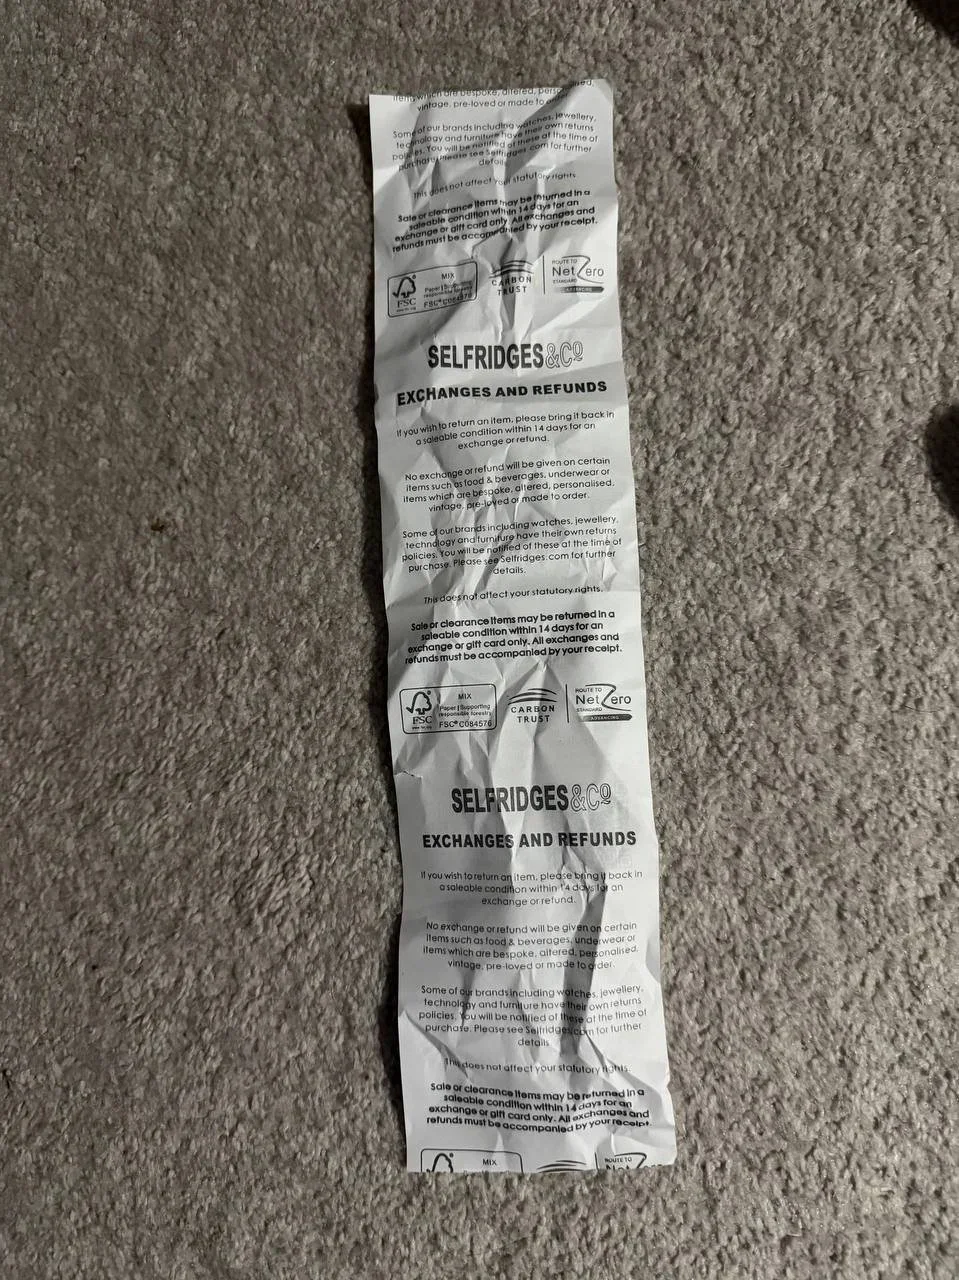 items which are bespoke, altered, personalised,
vintage, pre-loved or made to order.
Some of our brands including watches, jewellery,
technology and furniture have their own returns
policies. You will be notified of these at the time of
purchase. Please see Selfridges.com for further
details.
This does not affect your statutory rights.
Sale or clearance items may be returned in a
saleable condition within 14 days for an
exchange or gift card only. All exchanges and
refunds must be accompanied by your receipt.
FSC
MIX
Paper | Supporting
responsible forestry
FSC® C084576
CARBON
TRUST
ROUTE TO
Net Zero
STANDARD
ADVANCING
SELFRIDGES&Co
EXCHANGES AND REFUNDS
If you wish to return an item, please bring it back in
a saleable condition within 14 days for an
exchange or refund.
No exchange or refund will be given on certain
items such as food & beverages, underwear or
items which are bespoke, altered, personalised,
vintage, pre-loved or made to order.
Some of our brands including watches, jewellery,
technology and furniture have their own returns
policies. You will be notified of these at the time of
purchase. Please see Selfridges.com for further
details.
This does not affect your statutory rights.
Sale or clearance items may be returned in a
saleable condition within 14 days for an
exchange or gift card only. All exchanges and
refunds must be accompanied by your receipt.
FSC
MIX
Paper | Supporting
responsible forestry
FSC® C084576
CARBON
TRUST
ROUTE TO
Net Zero
STANDARD
ADVANCING
SELFRIDGES&Co
EXCHANGES AND REFUNDS
If you wish to return an item, please bring it back in
a saleable condition within 14 days for an
exchange or refund.
No exchange or refund will be given on certain
items such as food & beverages, underwear or
items which are bespoke, altered, personalised,
vintage, pre-loved or made to order.
Some of our brands including watches, jewellery,
technology and furniture have their own returns
policies. You will be notified of these at the time of
purchase. Please see Selfridges.com for further
details.
This does not affect your statutory rights.
Sale or clearance items may be returned in a
saleable condition within 14 days for an
exchange or gift card only. All exchanges and
refunds must be accompanied by your receipt.
MIX
ROUTE TO
Net Zero